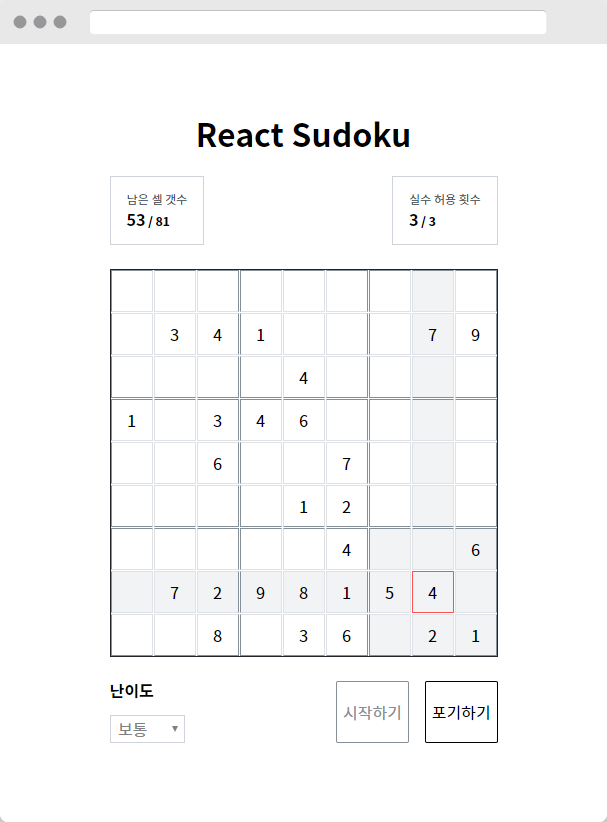 React Sudoku
남은 셀 갯수 실수 허용 횟수
53 / 81 3 / 3
3 4 1 7 9
4
1 3 4 6
6 7
1 2
4 6
7 2 9 8 1 5 4
8 3 6 2 1
난이도
보통 ▼ 시작하기 포기하기